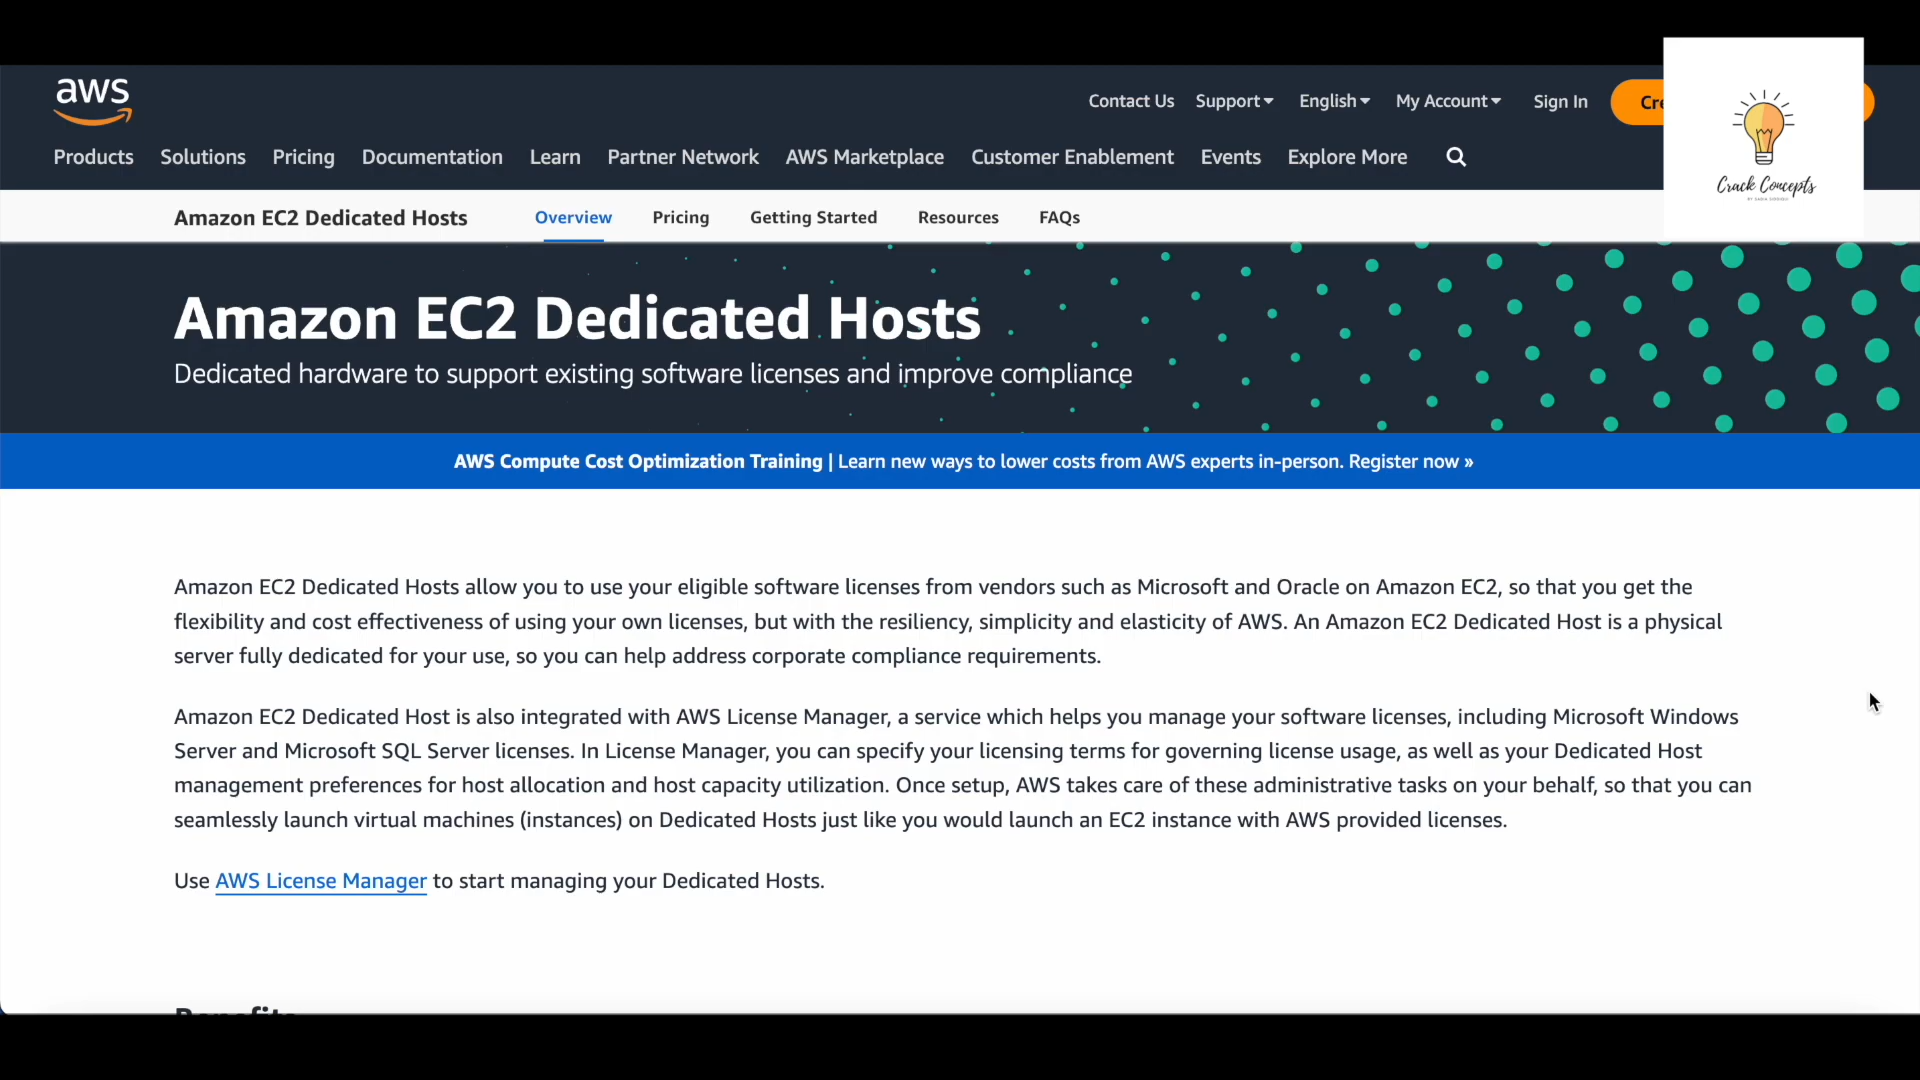 aws
Contact Us Support English My Account Sign In Cre
Crack Concepts
Products Solutions Pricing Documentation Learn Partner Network AWS Marketplace Customer Enablement Events Explore More
Amazon EC2 Dedicated Hosts Overview Pricing Getting Started Resources FAQs
Amazon EC2 Dedicated Hosts
Dedicated hardware to support existing software licenses and improve compliance
AWS Compute Cost Optimization Training | Learn new ways to lower costs from AWS experts in-person. Register now »
Amazon EC2 Dedicated Hosts allow you to use your eligible software licenses from vendors such as Microsoft and Oracle on Amazon EC2, so that you get the
flexibility and cost effectiveness of using your own licenses, but with the resiliency, simplicity and elasticity of AWS. An Amazon EC2 Dedicated Host is a physical
server fully dedicated for your use, so you can help address corporate compliance requirements.
Amazon EC2 Dedicated Host is also integrated with AWS License Manager, a service which helps you manage your software licenses, including Microsoft Windows
Server and Microsoft SQL Server licenses. In License Manager, you can specify your licensing terms for governing license usage, as well as your Dedicated Host
management preferences for host allocation and host capacity utilization. Once setup, AWS takes care of these administrative tasks on your behalf, so that you can
seamlessly launch virtual machines (instances) on Dedicated Hosts just like you would launch an EC2 instance with AWS provided licenses.
Use AWS License Manager to start managing your Dedicated Hosts.
Benefits